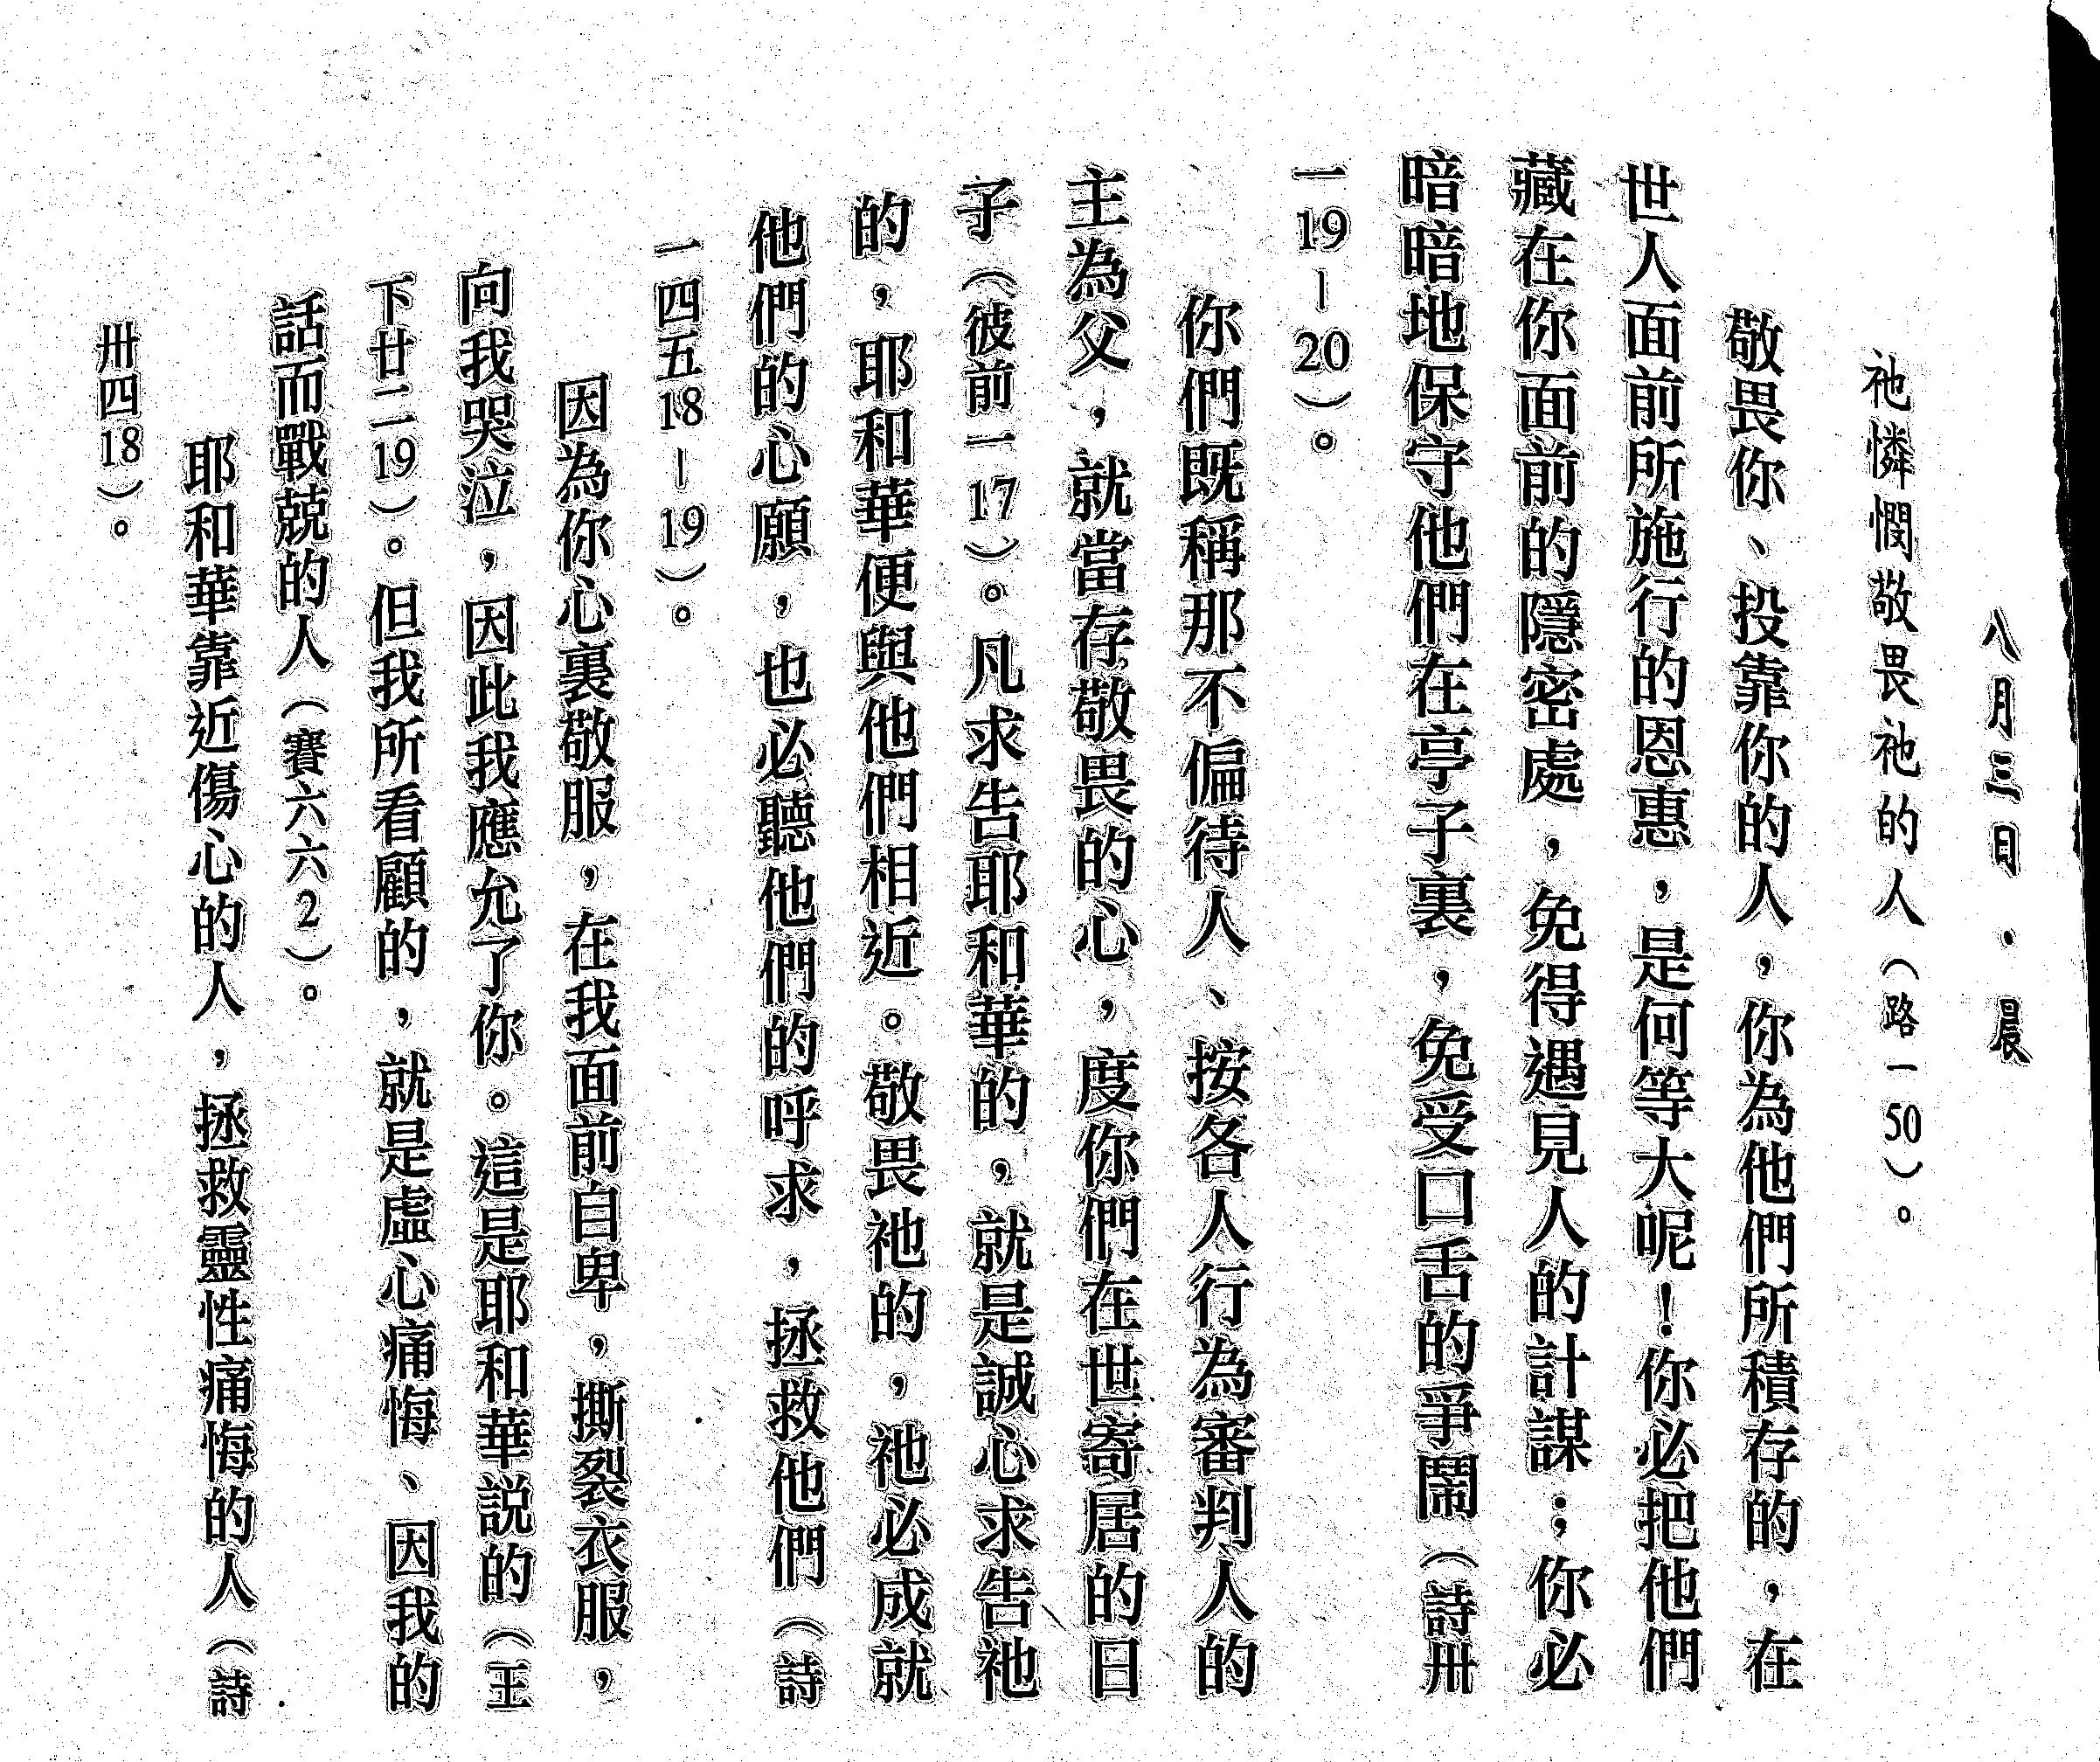 八月三日．晨
祂憐憫敬畏祂的人（路一50）。
敬畏你、投靠你的人，你為他們所積存的，在
世人面前所施行的恩惠，是何等大呢！你必把他們
藏在你面前的隱密處，免得遇見人的計謀；你必
暗暗地保守他們在亭子裏，免受口舌的爭鬧（詩卅
一19－20）。
你們既稱那不偏待人、按各人行為審判人的
主為父，就當存敬畏的心，度你們在世寄居的日
子（彼前一17）。凡求告耶和華的，就是誠心求告祂
的，耶和華便與他們相近。敬畏祂的，祂必成就
他們的心願，也必聽他們的呼求，拯救他們（詩
一四五18－19）。
因為你心裏敬服，在我面前自卑，撕裂衣服，
向我哭泣，因此我應允了你。這是耶和華説的（王
下廿二19）。但我所看顧的，就是虛心痛悔、因我的
話而戰兢的人（賽六六2）。
耶和華靠近傷心的人，拯救靈性痛悔的人（詩
卅四18）。